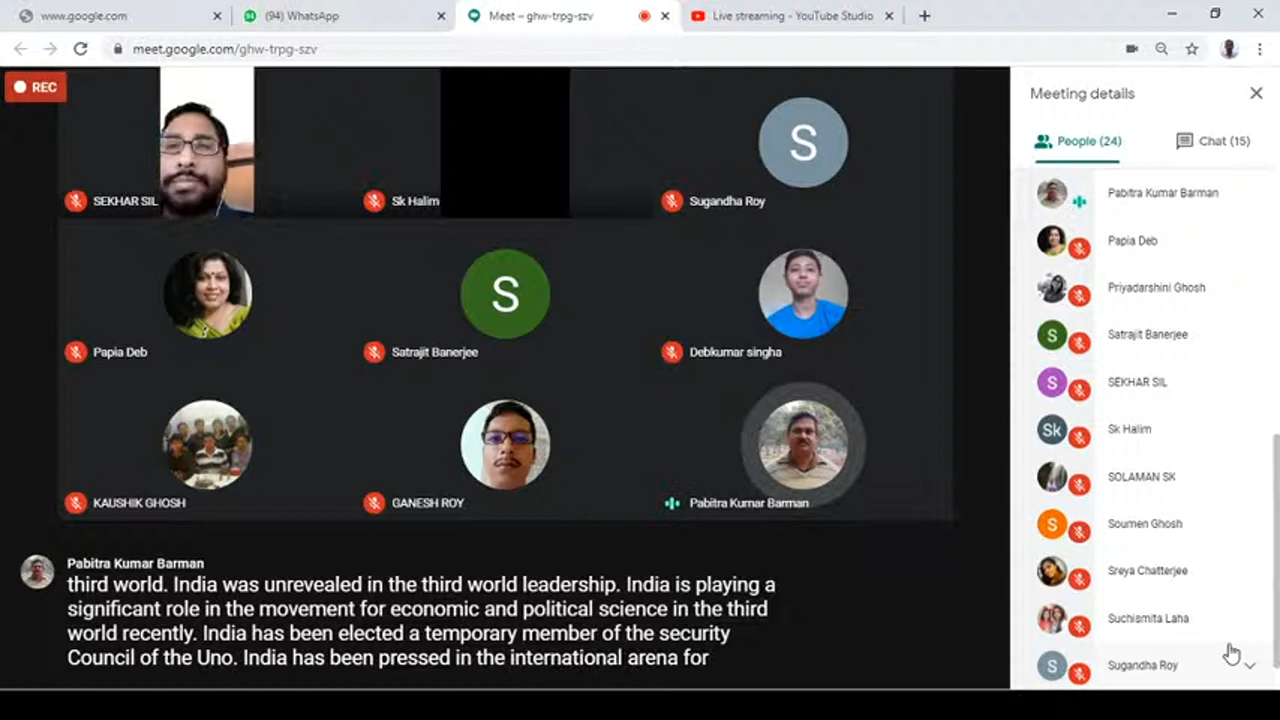 www.google.com
(94) WhatsApp
Meet – ghw-trpg-szv
Live streaming - YouTube Studio
meet.google.com/ghw-trpg-szv
REC
SEKHAR SIL
Sk Halim
S
Sugandha Roy
Papia Deb
S
Satrajit Banerjee
Debkumar singha
KAUSHIK GHOSH
GANESH ROY
Pabitra Kumar Barman
Pabitra Kumar Barman
third world. India was unrevealed in the third world leadership. India is playing a
significant role in the movement for economic and political science in the third
world recently. India has been elected a temporary member of the security
Council of the Uno. India has been pressed in the international arena for
Meeting details
People (24)
Chat (15)
Pabitra Kumar Barman
Papia Deb
Priyadarshini Ghosh
S
Satrajit Banerjee
S
SEKHAR SIL
Sk
Sk Halim
SOLAMAN SK
S
Soumen Ghosh
Sreya Chatterjee
Suchismita Laha
S
Sugandha Roy